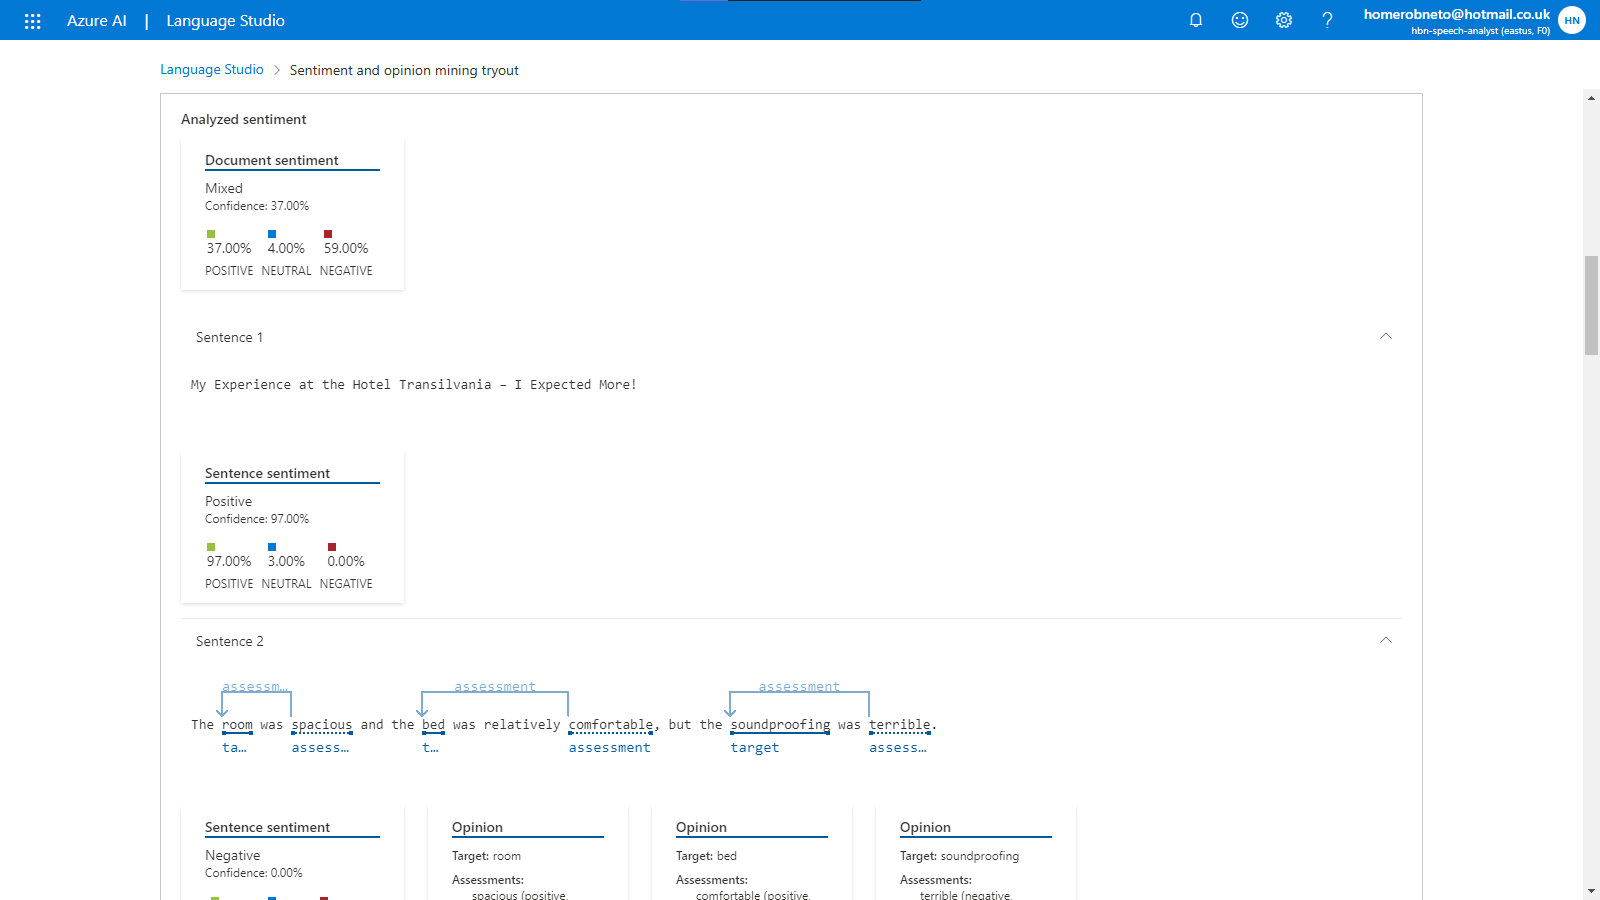 Azure AI | Language Studio
homerobneto@hotmail.co.uk
hbn-speech-analyst (eastus, F0)
HN
Language Studio > Sentiment and opinion mining tryout
Analyzed sentiment
Document sentiment
Mixed
Confidence: 37.00%
37.00% 4.00% 59.00%
POSITIVE NEUTRAL NEGATIVE
Sentence 1
My Experience at the Hotel Transilvania – I Expected More!
Sentence sentiment
Positive
Confidence: 97.00%
97.00% 3.00% 0.00%
POSITIVE NEUTRAL NEGATIVE
Sentence 2
assessm… assessment assessment
The room was spacious and the bed was relatively comfortable, but the soundproofing was terrible.
ta… assess… t… assessment target assess…
Sentence sentiment
Negative
Confidence: 0.00%
Opinion
Target: room
Assessments:
spacious (positive,
Opinion
Target: bed
Assessments:
comfortable (positive,
Opinion
Target: soundproofing
Assessments:
terrible (negative,